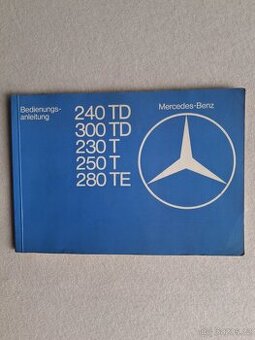 Bedienungs-
anleitung
240 TD
300 TD
230 T
250 T
280 TE
Mercedes-Benz